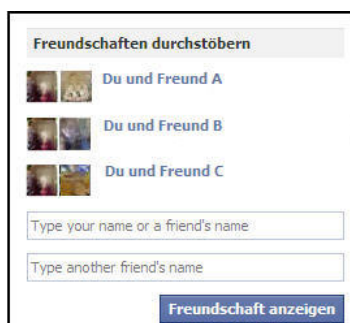 Freundschaften durchstöbern
Du und Freund A
Du und Freund B
Du und Freund C
Type your name or a friend's name
Type another friend's name
Freundschaft anzeigen